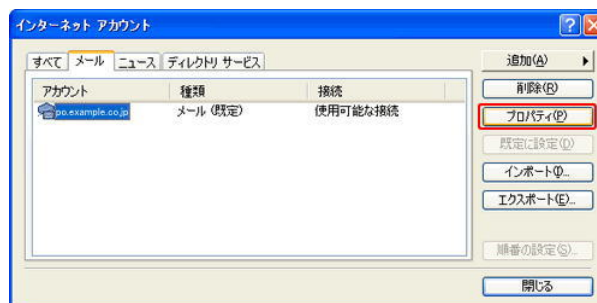 インターネット アカウント
すべて メール ニュース ディレクトリ サービス
アカウント 種類 接続
po.example.co.jp メール (既定) 使用可能な接続
追加(A)
削除(R)
プロパティ(P)
既定に設定(D)
インポート(I)...
エクスポート(E)...
順番の設定(S)...
閉じる